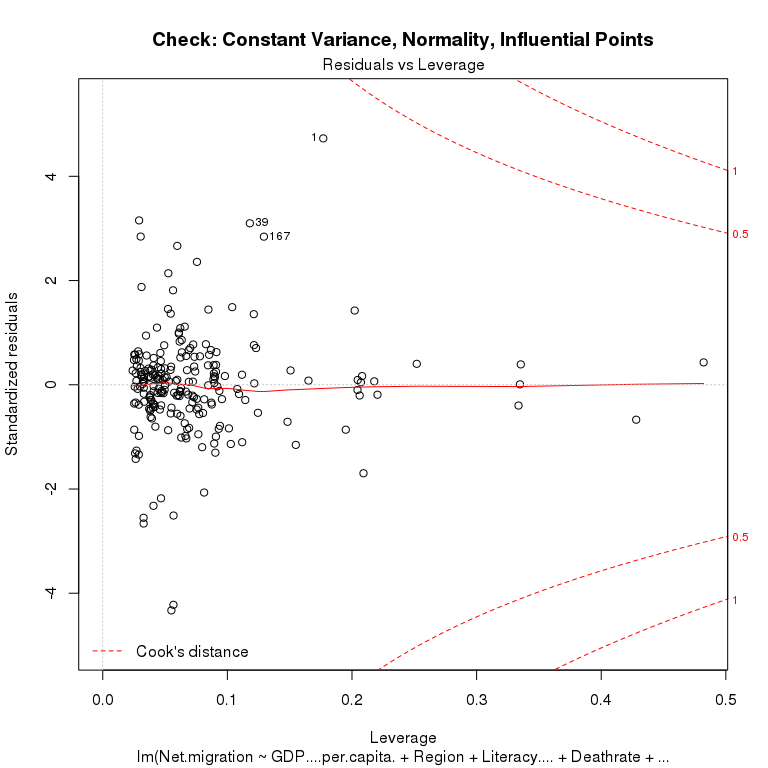 Check: Constant Variance, Normality, Influential Points
Residuals vs Leverage
1
39
167
4
2
0
-2
-4
Standardized residuals
1
0.5
0.5
1
Cook's distance
0.0 0.1 0.2 0.3 0.4 0.5
Leverage
lm(Net.migration ~ GDP....per.capita. + Region + Literacy.... + Deathrate + ...